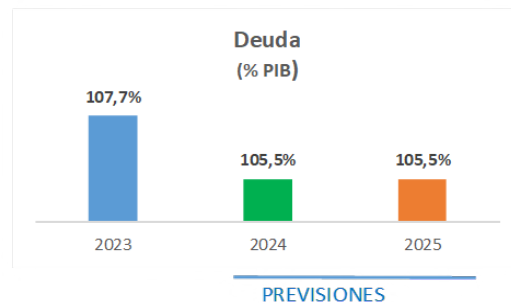 Deuda
(% PIB)
107,7%
105,5%
105,5%
2023
2024
2025
PREVISIONES